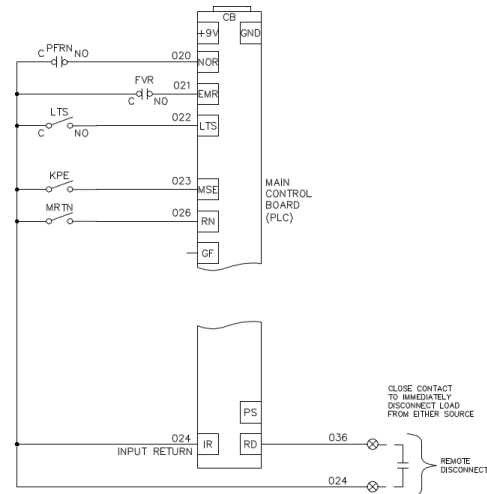 CB
+9V GND
PFRN
C NO 020 NOR
FVR
C NO 021 EMR
LTS
C NO 022 LTS
KPE 023 MSE
MRTN 026 RN
GF
MAIN
CONTROL
BOARD
(PLC)
PS
CLOSE CONTACT
TO IMMEDIATELY
DISCONNECT LOAD
FROM EITHER SOURCE
024 IR RD 036
INPUT RETURN
024
REMOTE
DISCONNECT